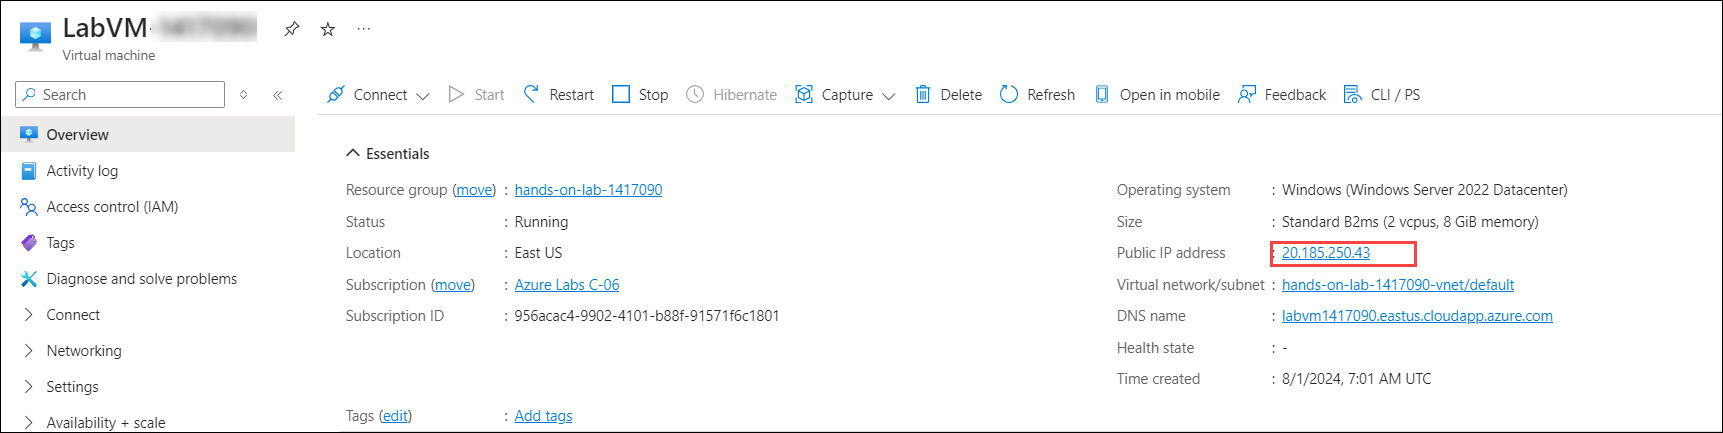 LabVM-
Virtual machine
Search
Connect Start Restart Stop Hibernate Capture Delete Refresh Open in mobile Feedback CLI / PS
Overview
Activity log
Access control (IAM)
Tags
Diagnose and solve problems
Connect
Networking
Settings
Availability + scale
Essentials
Resource group (move) : hands-on-lab-1417090
Status : Running
Location : East US
Subscription (move) : Azure Labs C-06
Subscription ID : 956acac4-9902-4101-b88f-91571f6c1801
Operating system : Windows (Windows Server 2022 Datacenter)
Size : Standard B2ms (2 vcpus, 8 GiB memory)
Public IP address : 20.185.250.43
Virtual network/subnet : hands-on-lab-1417090-vnet/default
DNS name : labvm1417090.eastus.cloudapp.azure.com
Health state : -
Time created : 8/1/2024, 7:01 AM UTC
Tags (edit) : Add tags